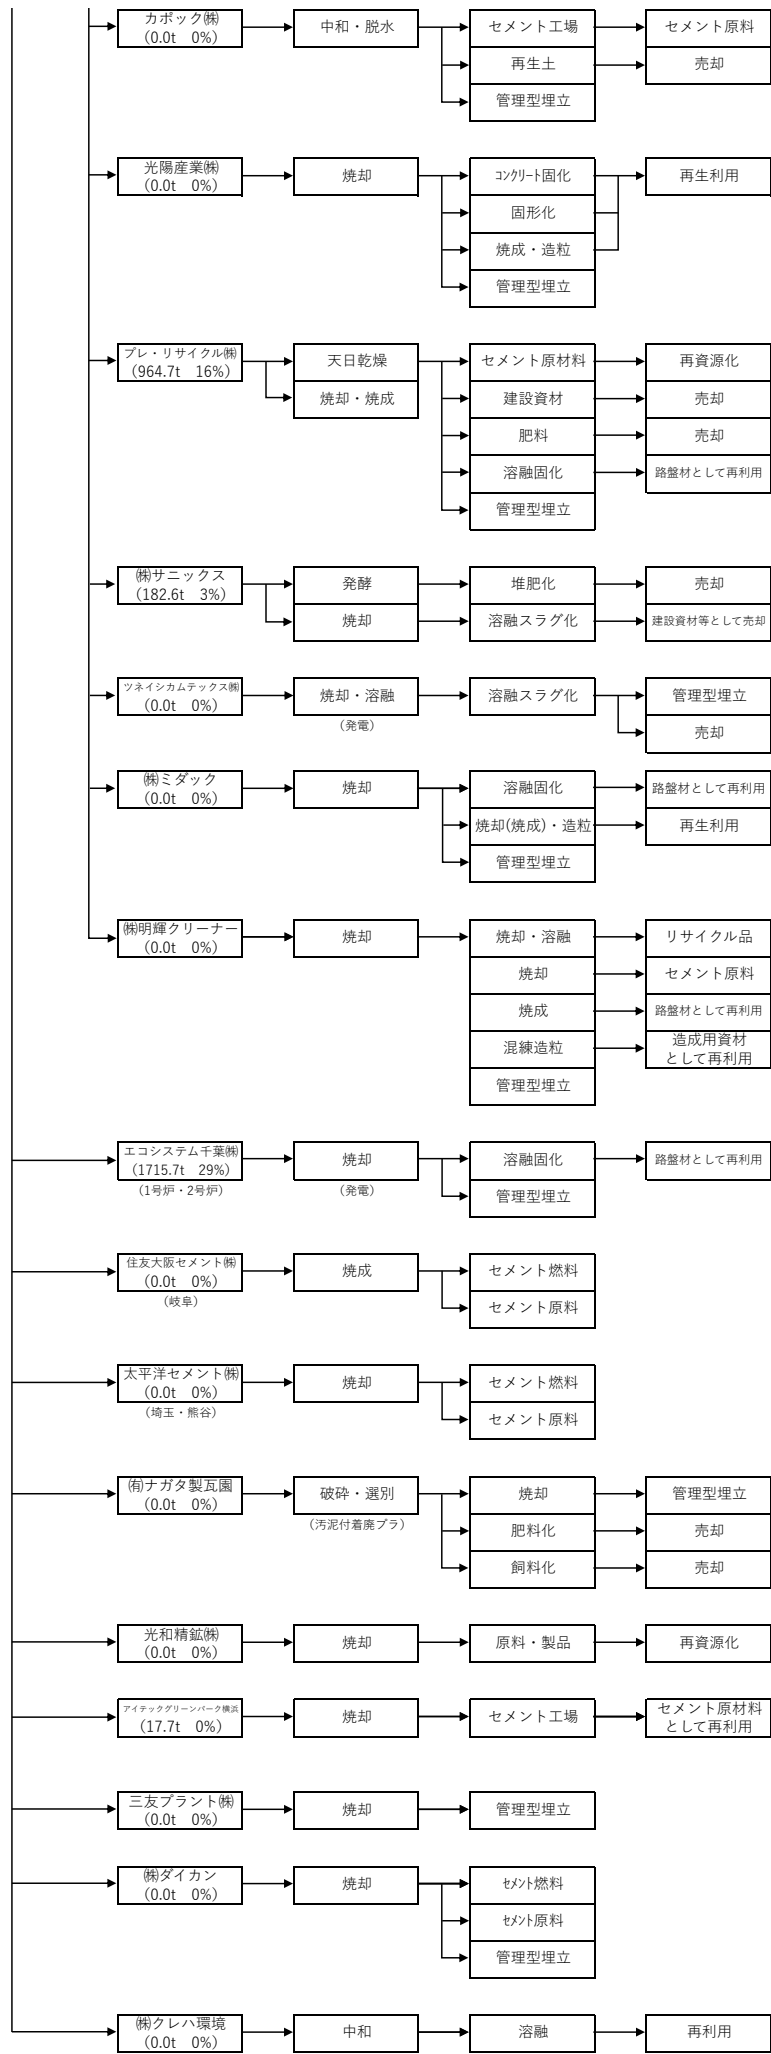 カポック㈱
(0.0t 0%)
中和・脱水
セメント工場
セメント原料
再生土
売却
管理型埋立
光陽産業㈱
(0.0t 0%)
焼却
コンクリート固化
再生利用
固形化
焼成・造粒
管理型埋立
プレ・リサイクル㈱
(964.7t 16%)
天日乾燥
セメント原材料
再資源化
焼却・焼成
建設資材
売却
肥料
売却
溶融固化
路盤材として再利用
管理型埋立
㈱サニックス
(182.6t 3%)
発酵
堆肥化
売却
焼却
溶融スラグ化
建設資材等として売却
ツネイシカムテックス㈱
(0.0t 0%)
焼却・溶融
(発電)
溶融スラグ化
管理型埋立
売却
㈱ミダック
(0.0t 0%)
焼却
溶融固化
路盤材として再利用
焼却(焼成)・造粒
再生利用
管理型埋立
㈱明輝クリーナー
(0.0t 0%)
焼却
焼却・溶融
リサイクル品
焼却
セメント原料
焼成
路盤材として再利用
混練造粒
造成用資材
として再利用
管理型埋立
エコシステム千葉㈱
(1715.7t 29%)
(1号炉・2号炉)
焼却
(発電)
溶融固化
路盤材として再利用
管理型埋立
住友大阪セメント㈱
(0.0t 0%)
(岐阜)
焼成
セメント燃料
セメント原料
太平洋セメント㈱
(0.0t 0%)
(埼玉・熊谷)
焼却
セメント燃料
セメント原料
㈲ナガタ製瓦園
(0.0t 0%)
破砕・選別
(汚泥付着廃プラ)
焼却
管理型埋立
肥料化
売却
飼料化
売却
光和精鉱㈱
(0.0t 0%)
焼却
原料・製品
再資源化
アイテックグリーンパーク横浜
(17.7t 0%)
焼却
セメント工場
セメント原材料
として再利用
三友プラント㈱
(0.0t 0%)
焼却
管理型埋立
㈱ダイカン
(0.0t 0%)
焼却
セメント燃料
セメント原料
管理型埋立
㈱クレハ環境
(0.0t 0%)
中和
溶融
再利用